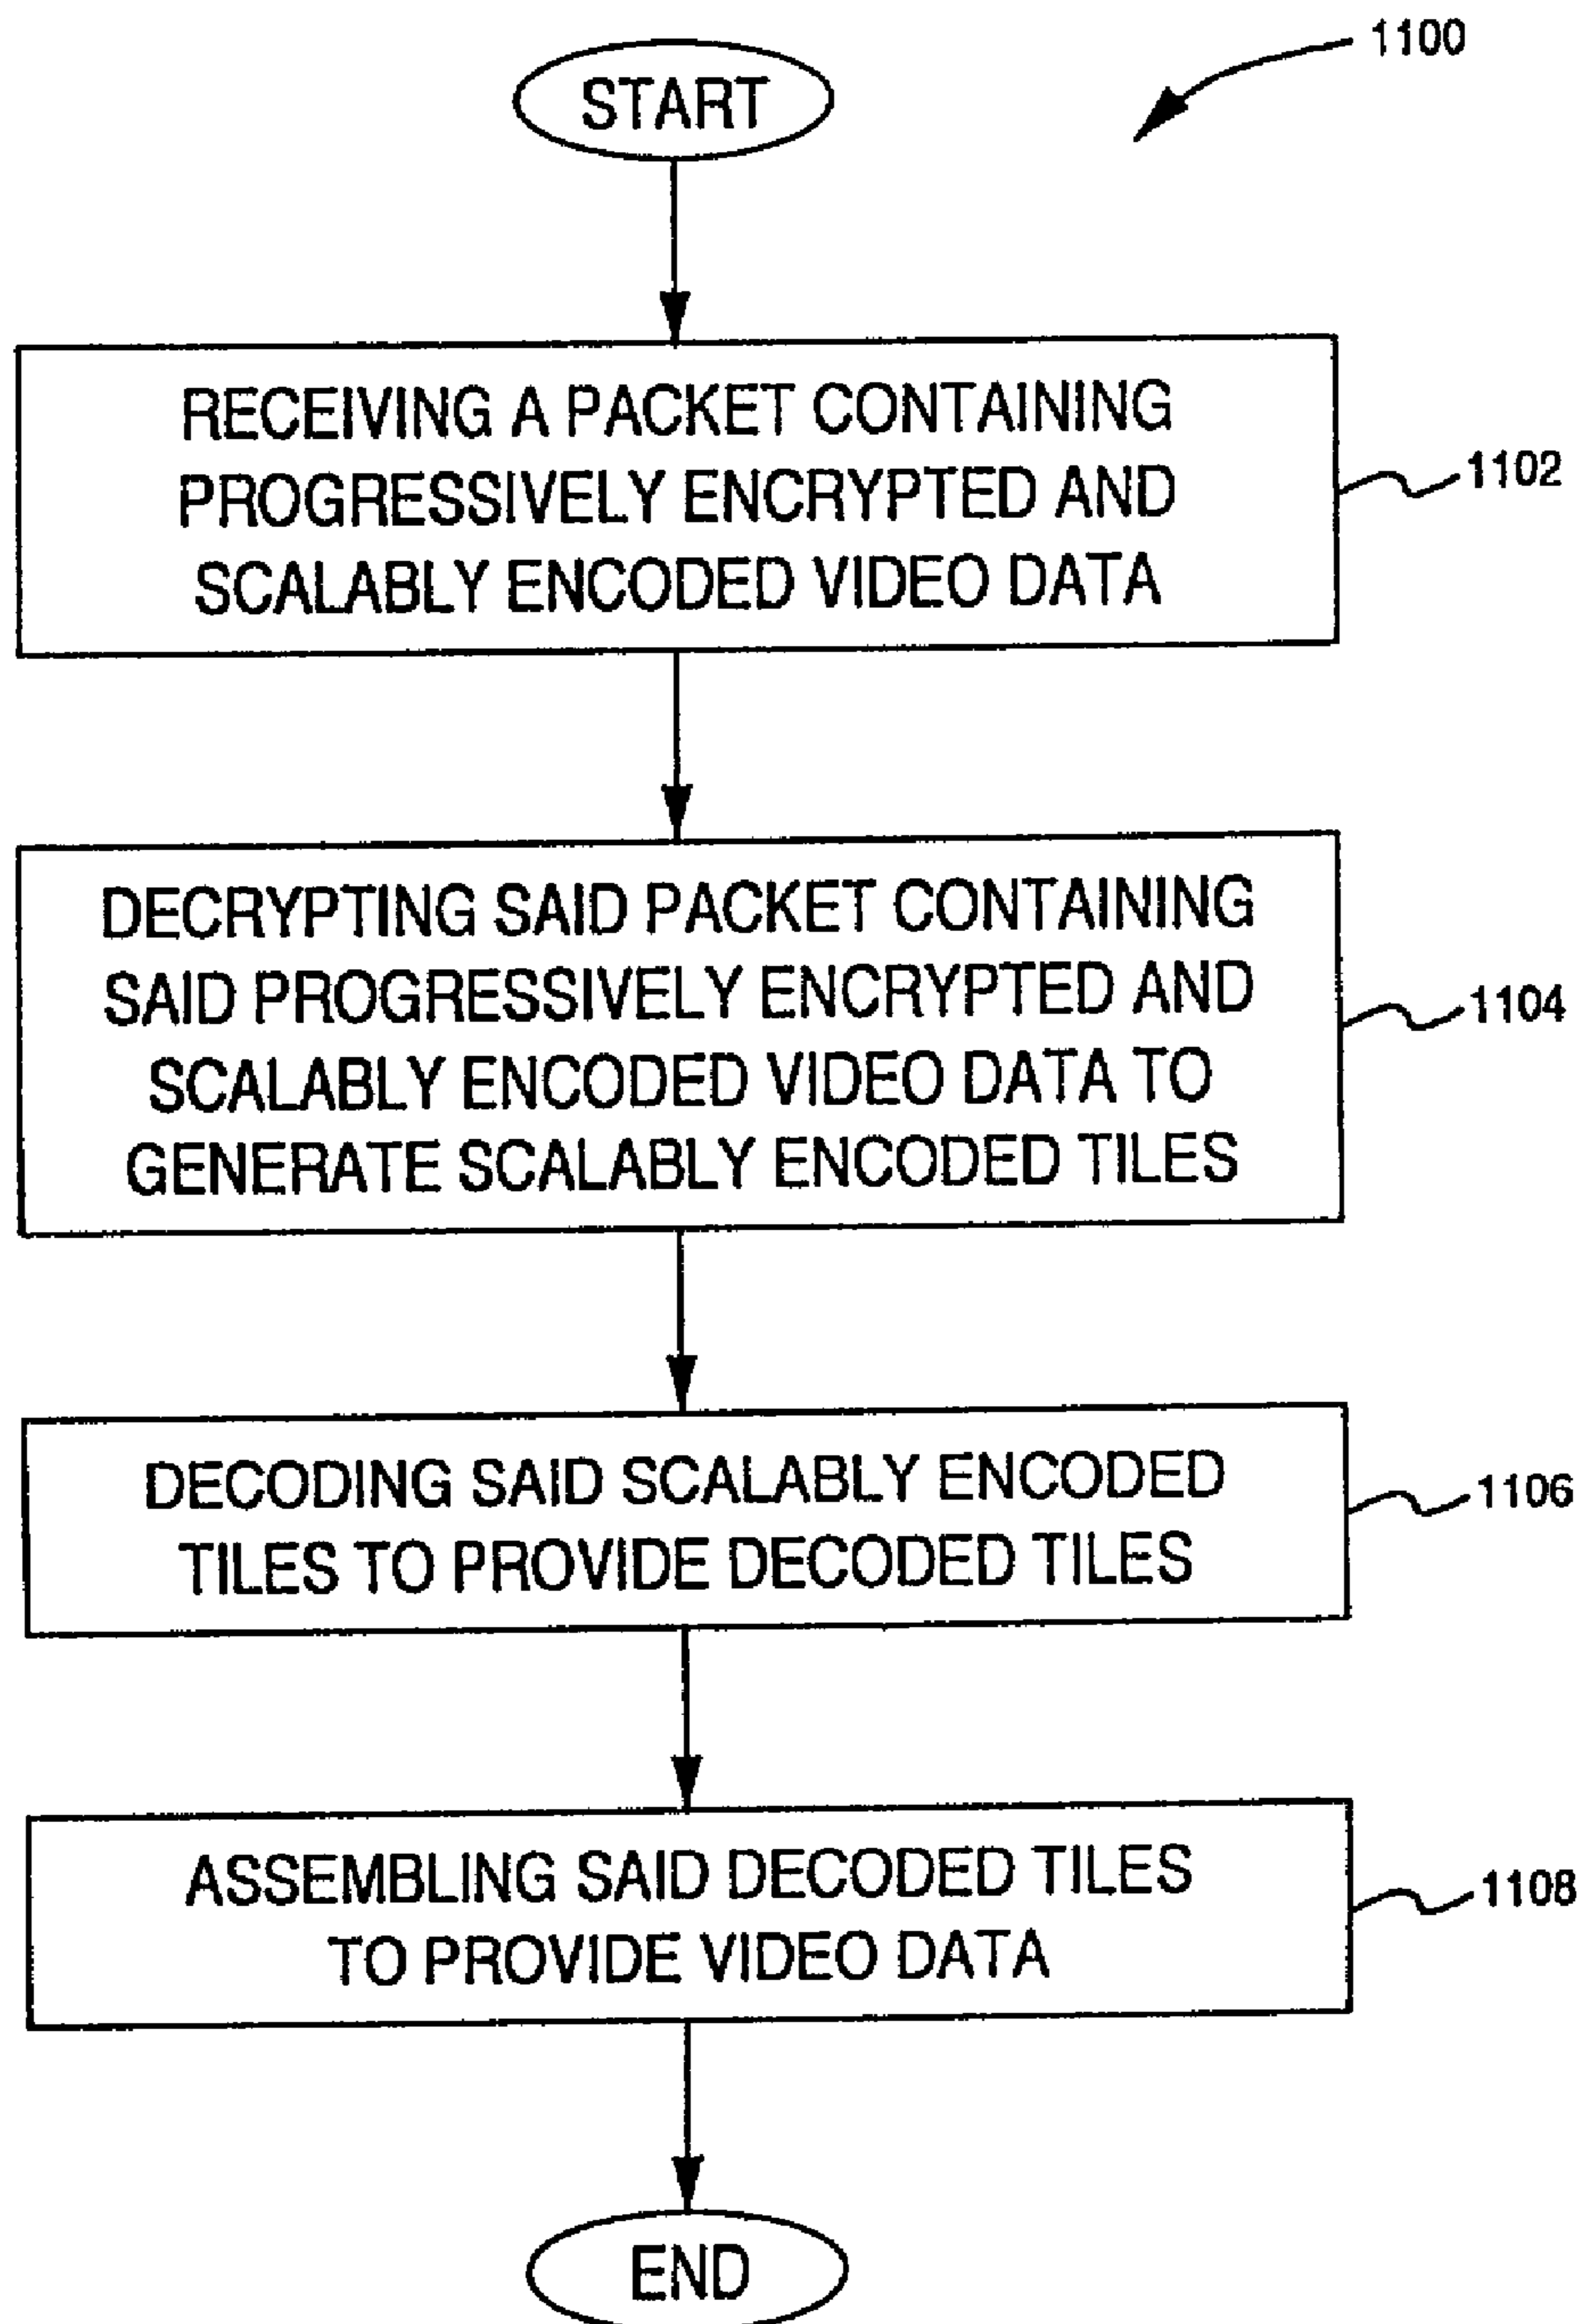 1100
START
RECEIVING A PACKET CONTAINING
PROGRESSIVELY ENCRYPTED AND
SCALABLY ENCODED VIDEO DATA
1102
DECRYPTING SAID PACKET CONTAINING
SAID PROGRESSIVELY ENCRYPTED AND
SCALABLY ENCODED VIDEO DATA TO
GENERATE SCALABLY ENCODED TILES
1104
DECODING SAID SCALABLY ENCODED
TILES TO PROVIDE DECODED TILES
1106
ASSEMBLING SAID DECODED TILES
TO PROVIDE VIDEO DATA
1108
END